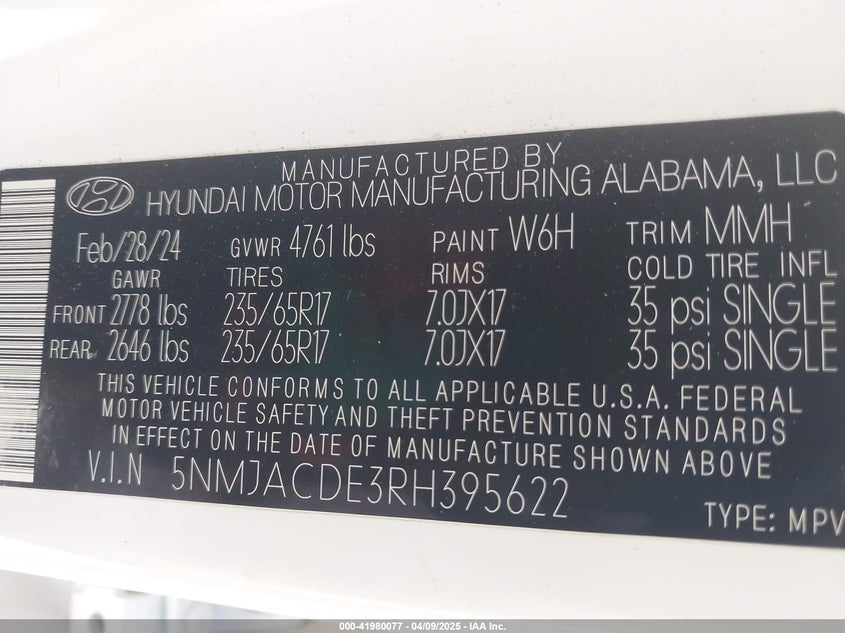 MANUFACTURED BY
HYUNDAI MOTOR MANUFACTURING ALABAMA, LLC
Feb/28/24 GVWR 4761 lbs PAINT W6H TRIM MMH
GAWR TIRES RIMS COLD TIRE INFL
FRONT 2778 lbs 235/65R17 7.0JX17 35 psi SINGLE
REAR 2646 lbs 235/65R17 7.0JX17 35 psi SINGLE
THIS VEHICLE CONFORMS TO ALL APPLICABLE U.S.A. FEDERAL
MOTOR VEHICLE SAFETY AND THEFT PREVENTION STANDARDS
IN EFFECT ON THE DATE OF MANUFACTURE SHOWN ABOVE
V.I.N 5NMJACDE3RH395622
TYPE: MPV
000-41980077 - 04/09/2025 - IAA Inc.